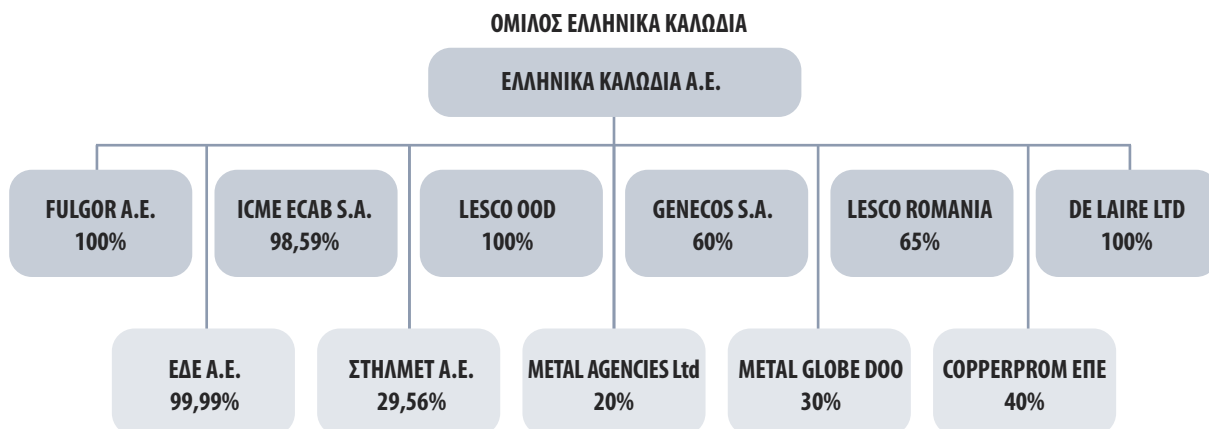 ΟΜΙΛΟΣ ΕΛΛΗΝΙΚΑ ΚΑΛΩΔΙΑ
ΕΛΛΗΝΙΚΑ ΚΑΛΩΔΙΑ Α.Ε.
FULGOR Α.Ε.
100%
ICME ECAB S.A.
98,59%
LESCO OOD
100%
GENECOS S.A.
60%
LESCO ROMANIA
65%
DE LAIRE LTD
100%
ΕΔΕ Α.Ε.
99,99%
ΣΤΗΛΜΕΤ Α.Ε.
29,56%
METAL AGENCIES Ltd
20%
METAL GLOBE DOO
30%
COPPERPROM ΕΠΕ
40%